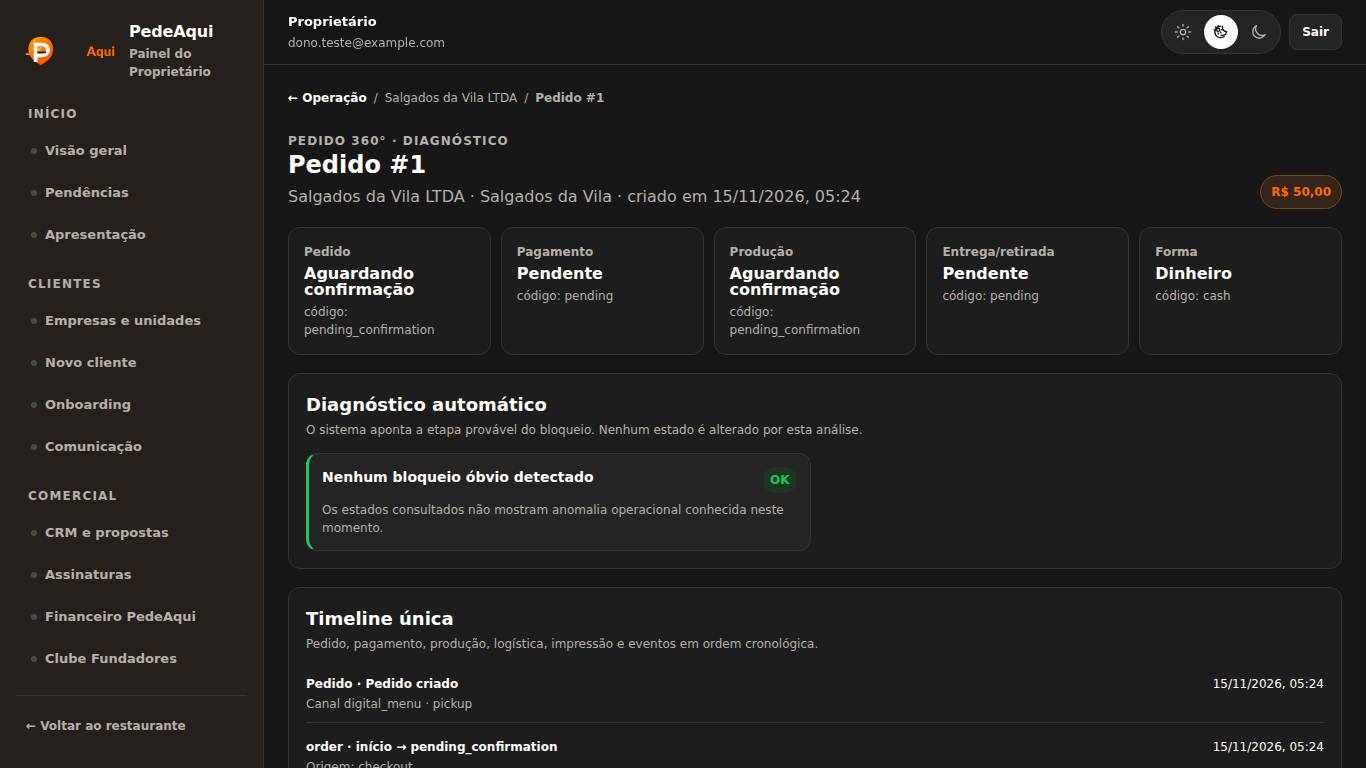 Aqui
PedeAqui
Painel do
Proprietário
INÍCIO
Visão geral
Pendências
Apresentação
CLIENTES
Empresas e unidades
Novo cliente
Onboarding
Comunicação
COMERCIAL
CRM e propostas
Assinaturas
Financeiro PedeAqui
Clube Fundadores
← Voltar ao restaurante
Proprietário
dono.teste@example.com
Sair
← Operação / Salgados da Vila LTDA / Pedido #1
PEDIDO 360° · DIAGNÓSTICO
Pedido #1
Salgados da Vila LTDA · Salgados da Vila · criado em 15/11/2026, 05:24
R$ 50,00
Pedido
Aguardando
confirmação
código:
pending_confirmation
Pagamento
Pendente
código: pending
Produção
Aguardando
confirmação
código:
pending_confirmation
Entrega/retirada
Pendente
código: pending
Forma
Dinheiro
código: cash
Diagnóstico automático
O sistema aponta a etapa provável do bloqueio. Nenhum estado é alterado por esta análise.
Nenhum bloqueio óbvio detectado
OK
Os estados consultados não mostram anomalia operacional conhecida neste
momento.
Timeline única
Pedido, pagamento, produção, logística, impressão e eventos em ordem cronológica.
Pedido · Pedido criado
15/11/2026, 05:24
Canal digital_menu · pickup
order · início → pending_confirmation
15/11/2026, 05:24
Origem: checkout